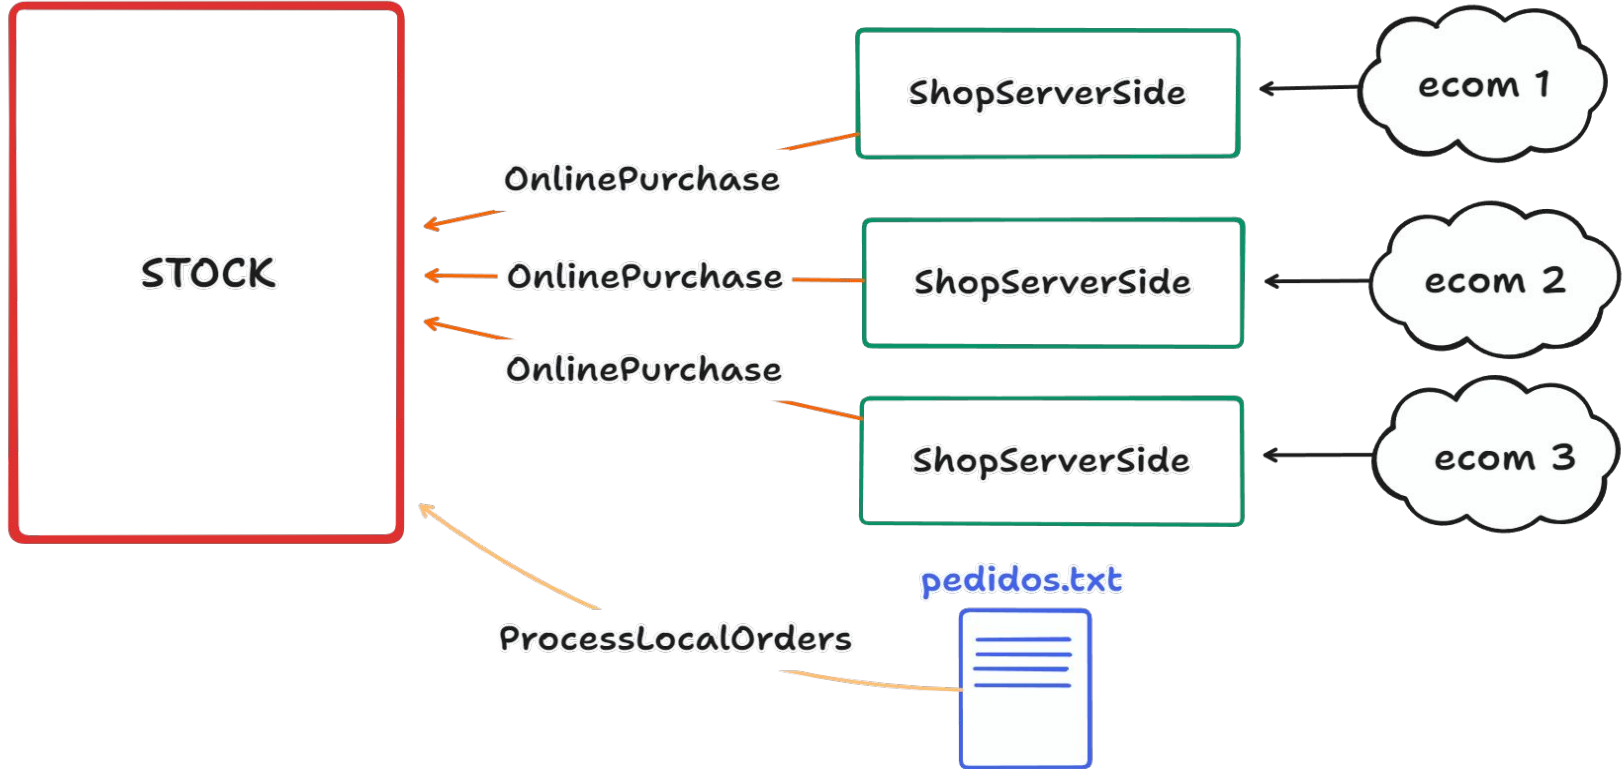 ShopServerSide
ecom 1
OnlinePurchase
STOCK
OnlinePurchase
ShopServerSide
ecom 2
OnlinePurchase
ShopServerSide
ecom 3
pedidos.txt
ProcessLocalOrders